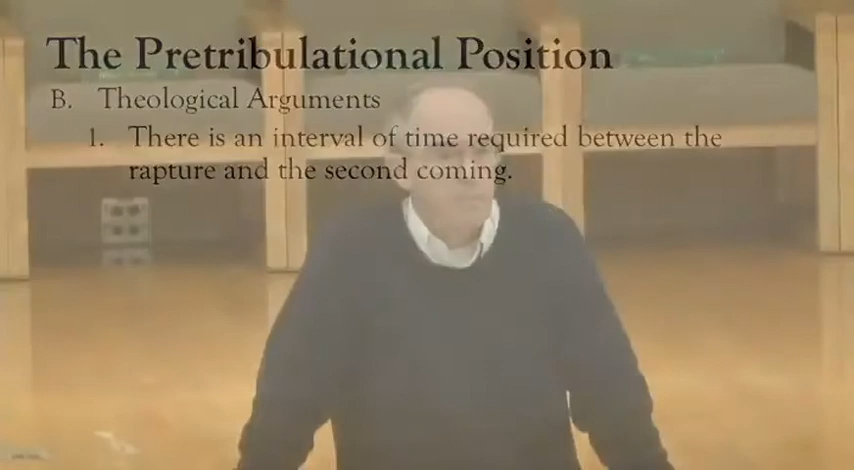 The Pretribulational Position
B. Theological Arguments
1. There is an interval of time required between the
rapture and the second coming.